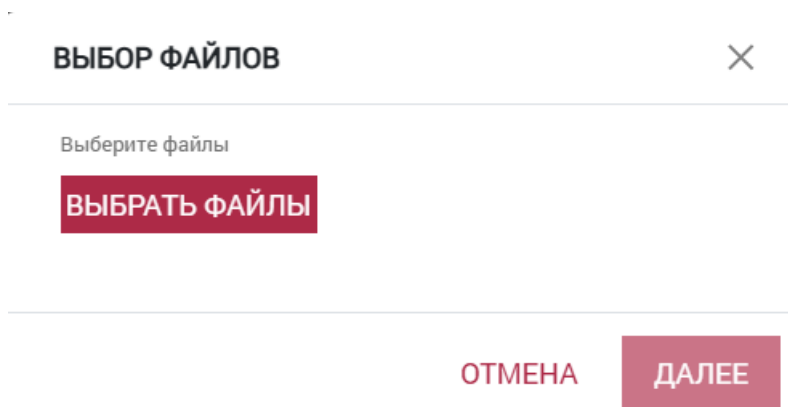 ВЫБОР ФАЙЛОВ
Выберите файлы
ВЫБРАТЬ ФАЙЛЫ
ОТМЕНА ДАЛЕЕ